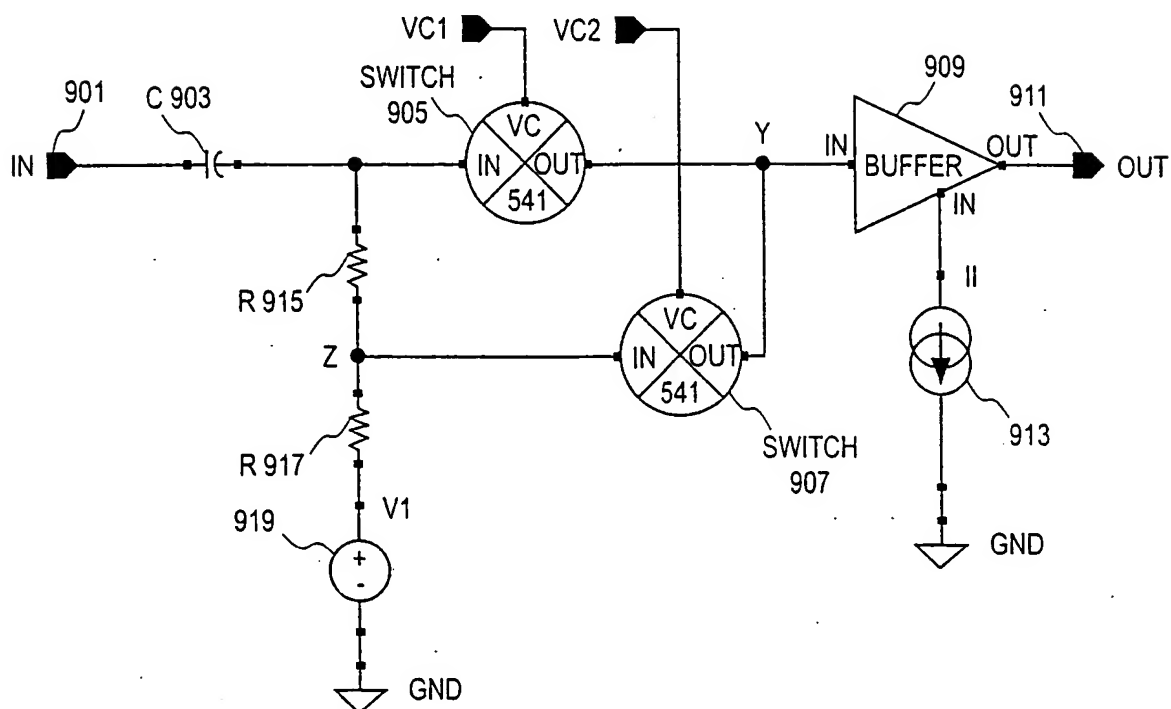 VC1
VC2
901
C 903
SWITCH
905
909
911
IN
VC
IN
OUT
541
Y
IN
BUFFER
OUT
OUT
IN
R 915
II
Z
VC
IN
OUT
541
913
R 917
SWITCH
907
V1
919
+
-
GND
GND